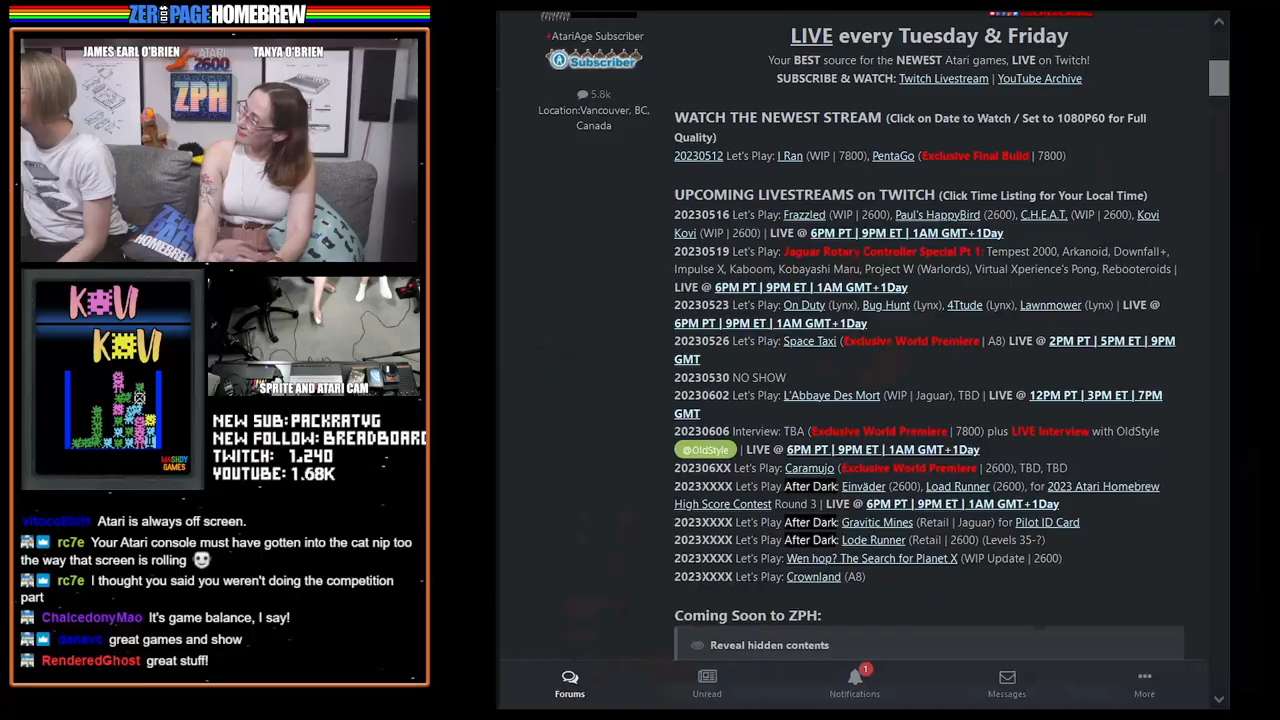 ZERO PAGE HOMEBREW
JAMES EARL O'BRIEN
ATARI
2600
TANYA O'BRIEN
ZPH
HOMEBREW
KOVI
KOVI
MASHDY
GAMES
SPRITE AND ATARI CAM
NEW SUB: PACKRATVG
NEW FOLLOW: BREADBOARD
TWITCH: 1,240
YOUTUBE: 1.68K
Atari is always off screen.
rc7e Your Atari console must have gotten into the cat nip too
the way that screen is rolling
rc7e I thought you said you weren't doing the competition
part
ChalcedonyMao It's game balance, I say!
great games and show
RenderedGhost great stuff!
+AtariAge Subscriber
Subscriber
5.8k
Location:Vancouver, BC,
Canada
LIVE every Tuesday & Friday
Your BEST source for the NEWEST Atari games, LIVE on Twitch!
SUBSCRIBE & WATCH: Twitch Livestream | YouTube Archive
WATCH THE NEWEST STREAM (Click on Date to Watch / Set to 1080P60 for Full
Quality)
20230512 Let's Play: I Ran (WIP | 7800), PentaGo (Exclusive Final Build | 7800)
UPCOMING LIVESTREAMS on TWITCH (Click Time Listing for Your Local Time)
20230516 Let's Play: Frazzled (WIP | 2600), Paul's HappyBird (2600), C.H.E.A.T. (WIP | 2600), Kovi
Kovi (WIP | 2600) | LIVE @ 6PM PT | 9PM ET | 1AM GMT+1Day
20230519 Let's Play: Jaguar Rotary Controller Special Pt 1: Tempest 2000, Arkanoid, Downfall+,
Impulse X, Kaboom, Kobayashi Maru, Project W (Warlords), Virtual Xperience's Pong, Rebooteroids |
LIVE @ 6PM PT | 9PM ET | 1AM GMT+1Day
20230523 Let's Play: On Duty (Lynx), Bug Hunt (Lynx), 4Ttude (Lynx), Lawnmower (Lynx) | LIVE @
6PM PT | 9PM ET | 1AM GMT+1Day
20230526 Let's Play: Space Taxi (Exclusive World Premiere | A8) LIVE @ 2PM PT | 5PM ET | 9PM
GMT
20230530 NO SHOW
20230602 Let's Play: L'Abbaye Des Mort (WIP | Jaguar), TBD | LIVE @ 12PM PT | 3PM ET | 7PM
GMT
20230606 Interview: TBA (Exclusive World Premiere | 7800) plus LIVE Interview with OldStyle
@OldStyle | LIVE @ 6PM PT | 9PM ET | 1AM GMT+1Day
202306XX Let's Play: Caramujo (Exclusive World Premiere | 2600), TBD, TBD
2023XXXX Let's Play After Dark: Einväder (2600), Load Runner (2600), for 2023 Atari Homebrew
High Score Contest Round 3 | LIVE @ 6PM PT | 9PM ET | 1AM GMT+1Day
2023XXXX Let's Play After Dark: Gravitic Mines (Retail | Jaguar) for Pilot ID Card
2023XXXX Let's Play After Dark: Lode Runner (Retail | 2600) (Levels 35-?)
2023XXXX Let's Play: Wen hop? The Search for Planet X (WIP Update | 2600)
2023XXXX Let's Play: Crownland (A8)
Coming Soon to ZPH:
Reveal hidden contents
Forums
Unread
1
Notifications
Messages
More